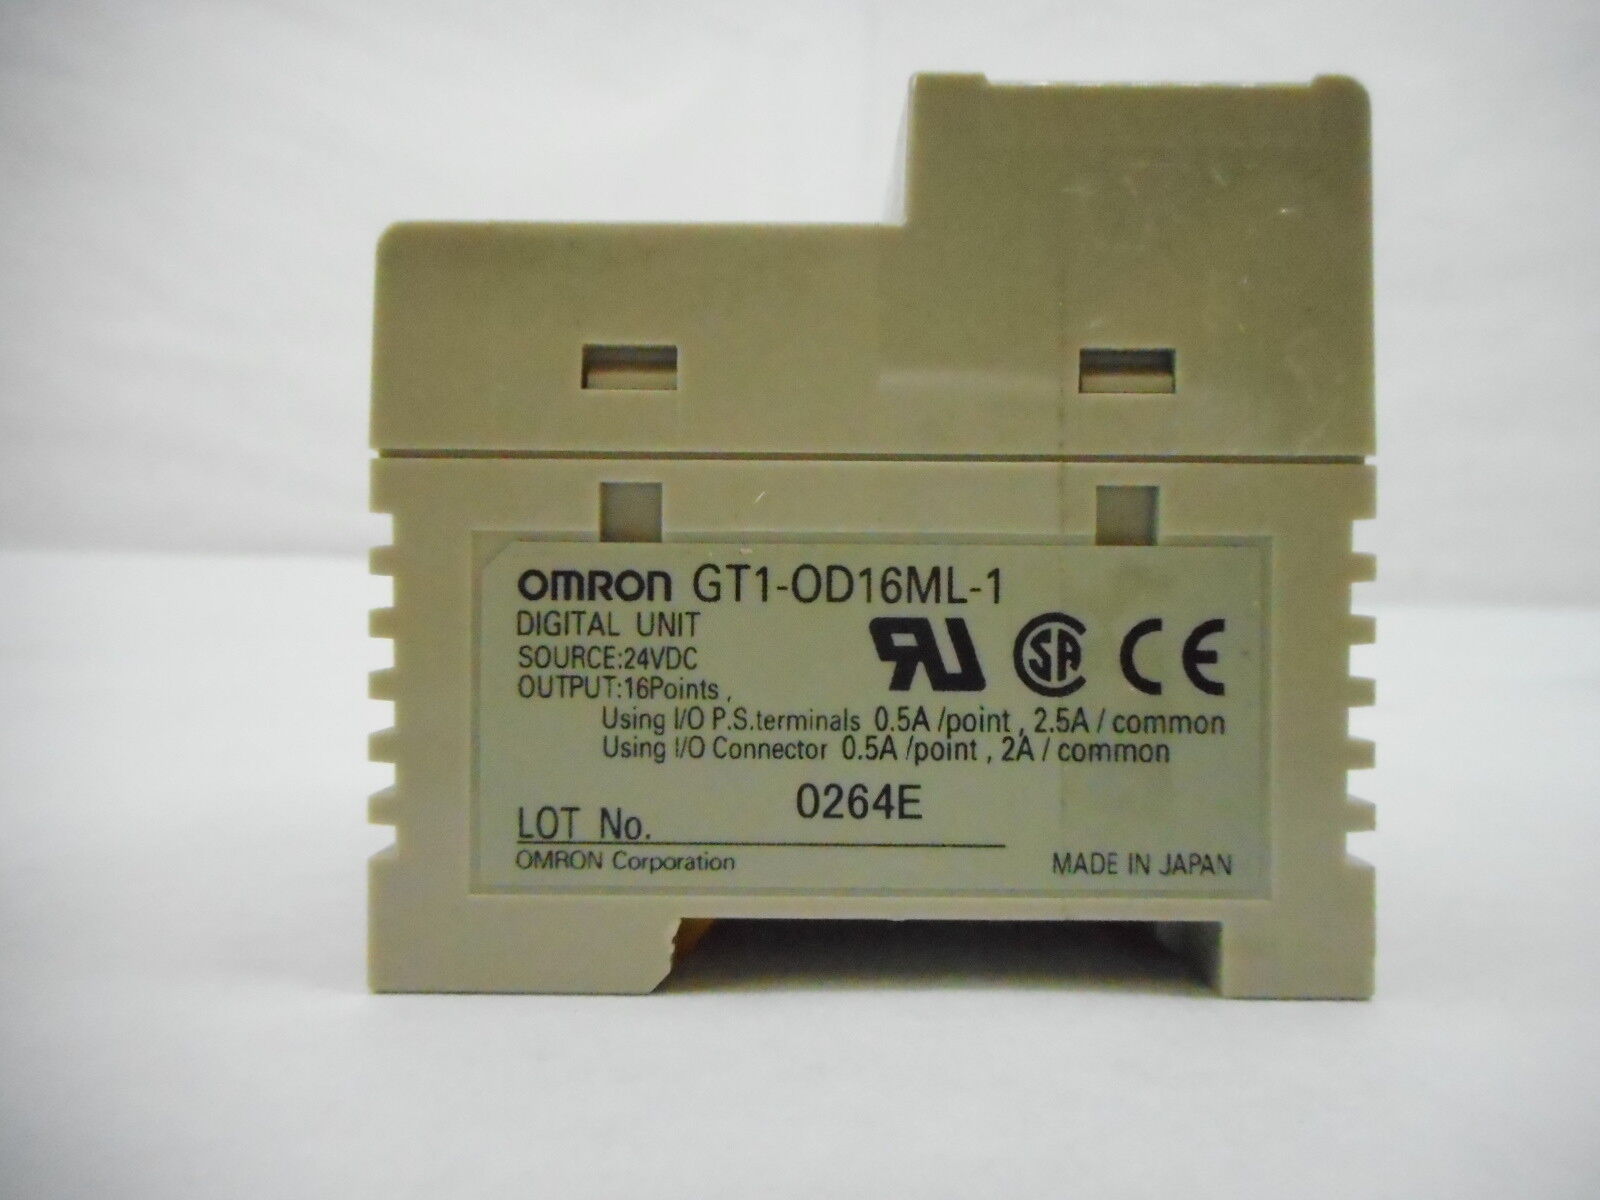 OMRON GT1-OD16ML-1
DIGITAL UNIT
SOURCE:24VDC
OUTPUT:16Points,
Using I/O P.S.terminals 0.5A /point , 2.5A / common
Using I/O Connector 0.5A /point , 2A / common
LOT No. 0264E
OMRON Corporation MADE IN JAPAN